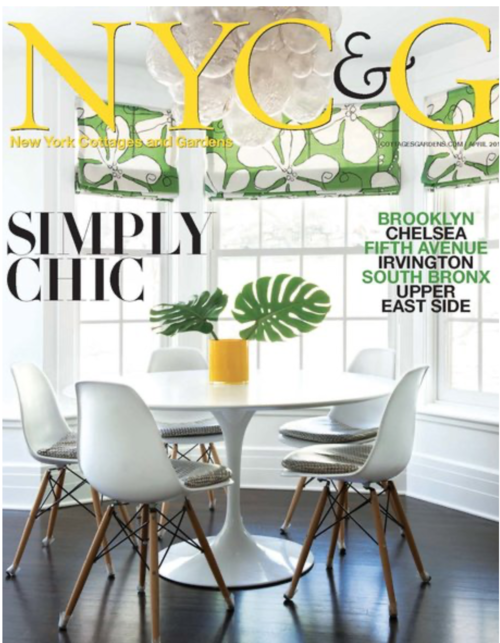 NYC&G
New York Cottages and Gardens
COTTAGESGARDENS.COM
APRIL
SIMPLY
CHIC
BROOKLYN
CHELSEA
FIFTH AVENUE
IRVINGTON
SOUTH BRONX
UPPER
EAST SIDE